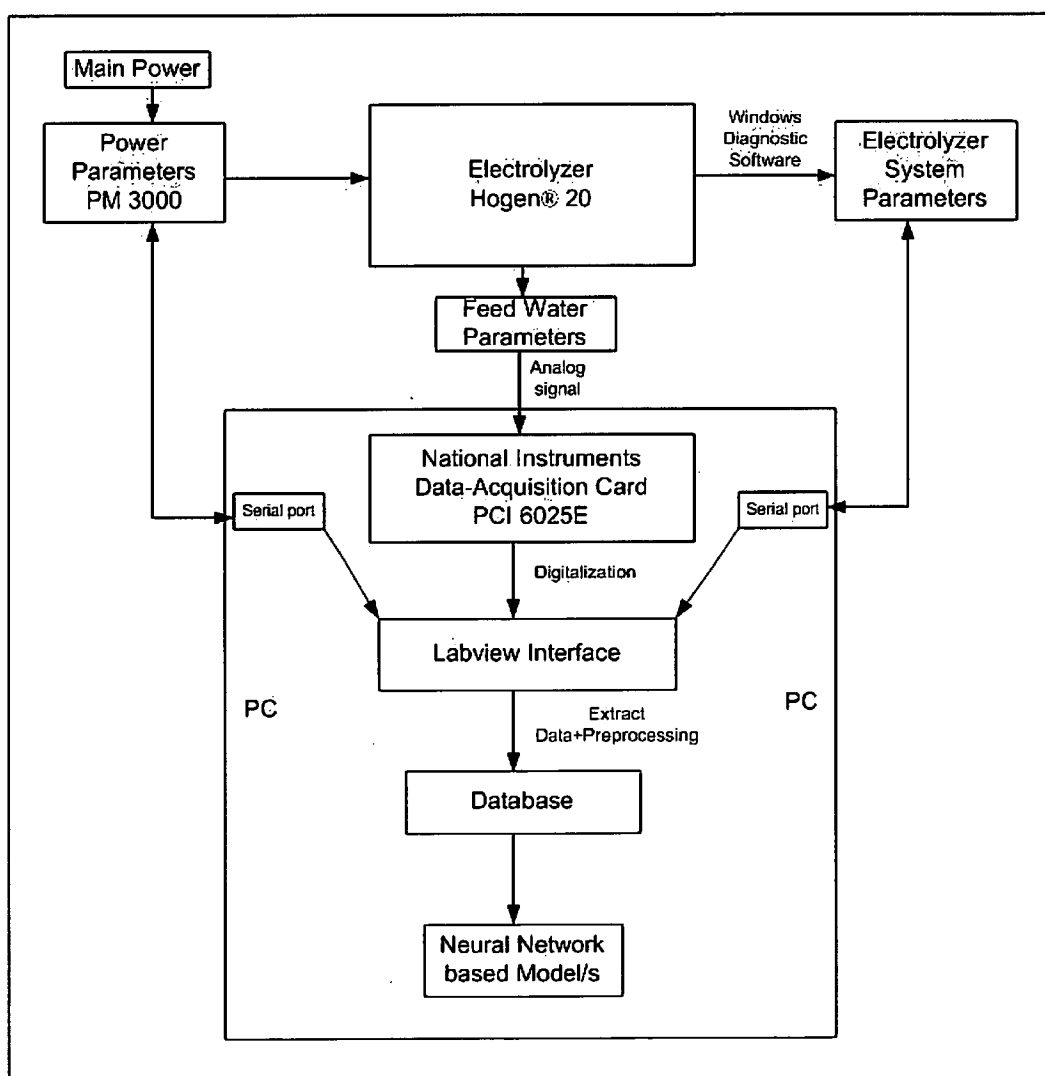 Main Power
Power
Parameters
PM 3000
Electrolyzer
Hogen® 20
Windows
Diagnostic
Software
Electrolyzer
System
Parameters
Feed Water
Parameters
Analog
signal
National Instruments
Data-Acquisition Card
PCI 6025E
Serial port
Serial port
Digitalization
Labview Interface
PC
PC
Extract
Data+Preprocessing
Database
Neural Network
based Model/s